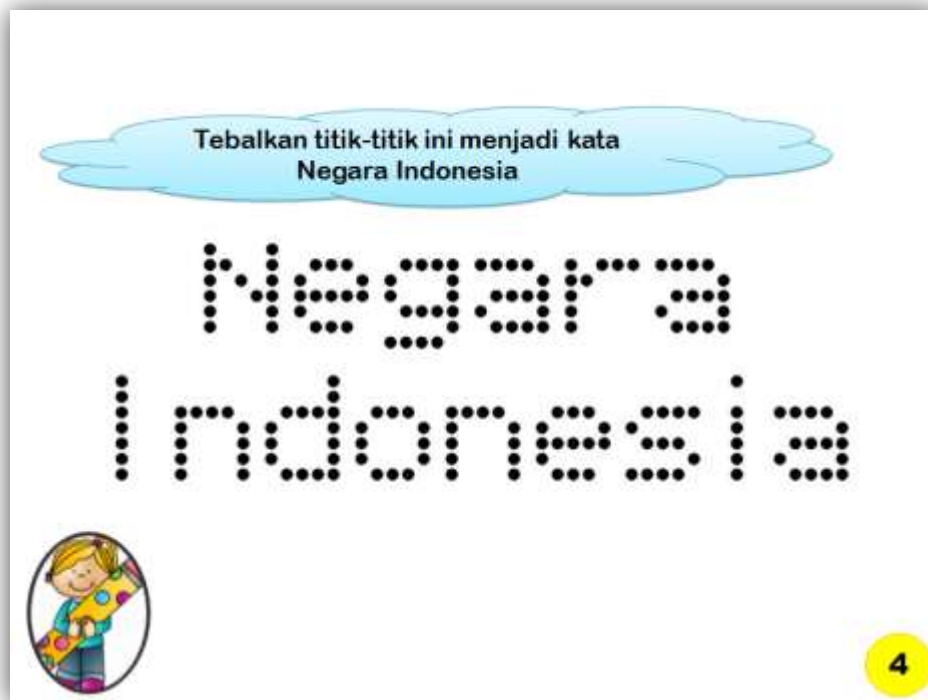 Tebalkan titik-titik ini menjadi kata
Negara Indonesia
Negara
Indonesia
4